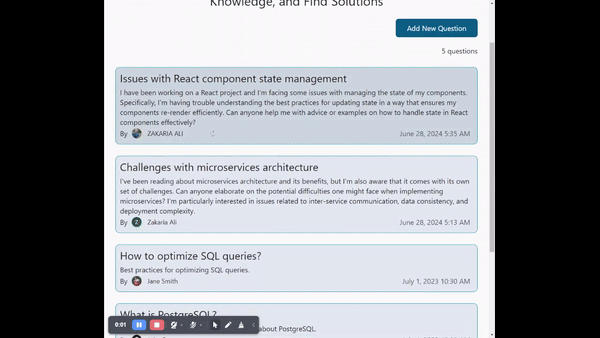 Knowledge, and Find Solutions
Add New Question
5 questions
Issues with React component state management
I have been working on a React project and I'm facing some issues with managing the state of my components.
Specifically, I'm having trouble understanding the best practices for updating state in a way that ensures my
components re-render efficiently. Can anyone help me with advice or examples on how to handle state in React
components effectively?
By ZAKARIA ALI June 28, 2024 5:35 AM
Challenges with microservices architecture
I've been reading about microservices architecture and its benefits, but I'm also aware that it comes with its own
set of challenges. Can anyone elaborate on the potential difficulties one might face when implementing
microservices? I'm particularly interested in issues related to inter-service communication, data consistency, and
deployment complexity.
By Z Zakaria Ali June 28, 2024 5:13 AM
How to optimize SQL queries?
Best practices for optimizing SQL queries.
By Jane Smith July 1, 2023 10:30 AM
What is PostgreSQL?
about PostgreSQL.
0:01